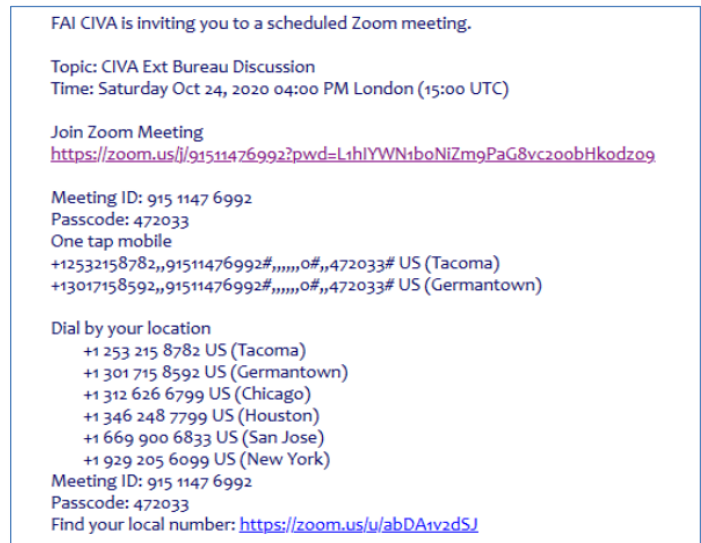 FAI CIVA is inviting you to a scheduled Zoom meeting.
Topic: CIVA Ext Bureau Discussion
Time: Saturday Oct 24, 2020 04:00 PM London (15:00 UTC)
Join Zoom Meeting
https://zoom.us/j/91511476992?pwd=L1hIYWN1boNiZm9PaG8vc200bHkodz09
Meeting ID: 915 1147 6992
Passcode: 472033
One tap mobile
+12532158782,,91511476992#,,,,,,0#,,472033# US (Tacoma)
+13017158592,,91511476992#,,,,,,0#,,472033# US (Germantown)
Dial by your location
+1 253 215 8782 US (Tacoma)
+1 301 715 8592 US (Germantown)
+1 312 626 6799 US (Chicago)
+1 346 248 7799 US (Houston)
+1 669 900 6833 US (San Jose)
+1 929 205 6099 US (New York)
Meeting ID: 915 1147 6992
Passcode: 472033
Find your local number: https://zoom.us/u/abDA1v2dSJ